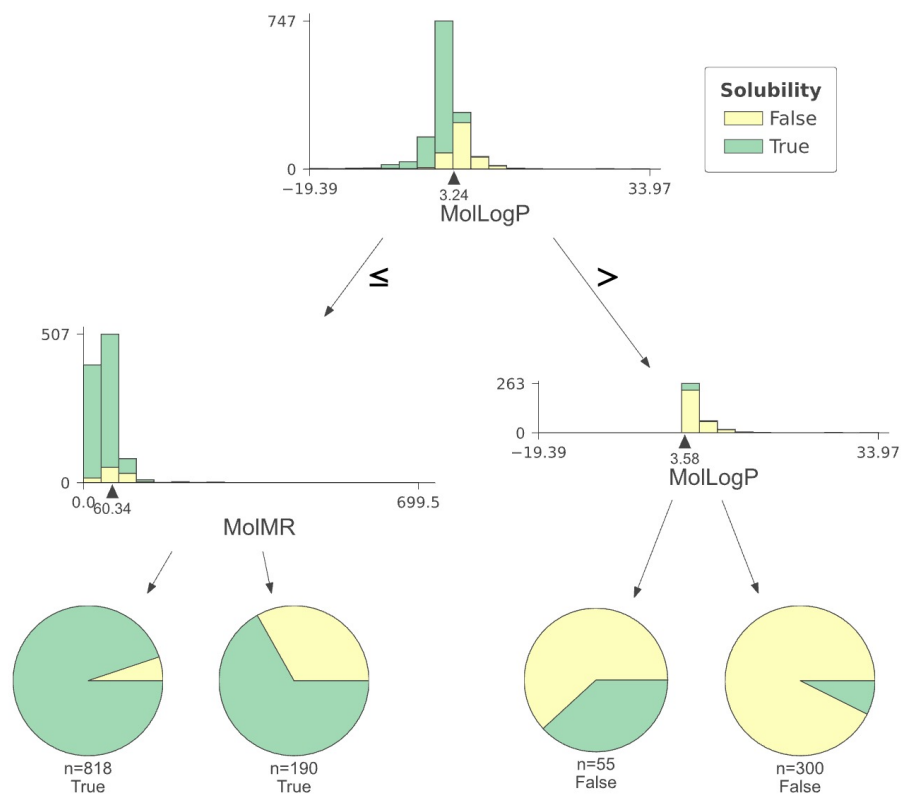 747
0
−19.39
3.24
33.97
MolLogP
Solubility
False
True
≤
>
507
0
0.0
60.34
699.5
MolMR
263
0
−19.39
3.58
33.97
MolLogP
n=818
True
n=190
True
n=55
False
n=300
False